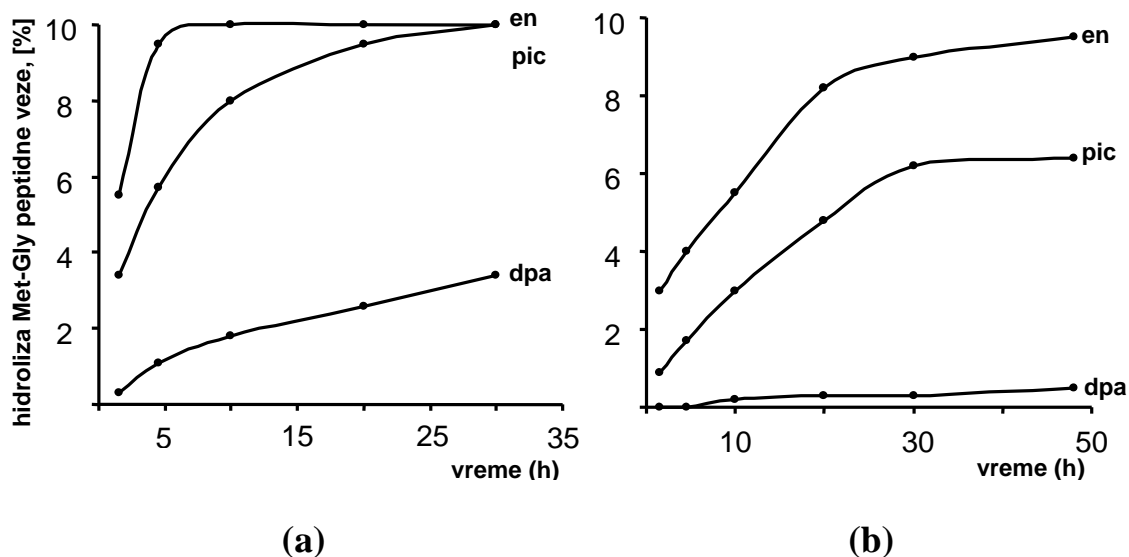 hidroliza Met-Gly peptidne veze, [%]
10
8
6
4
2
5
15
25
35
vreme (h)
en
pic
dpa
(a)
10
8
6
4
2
0
10
30
50
vreme (h)
en
pic
dpa
(b)